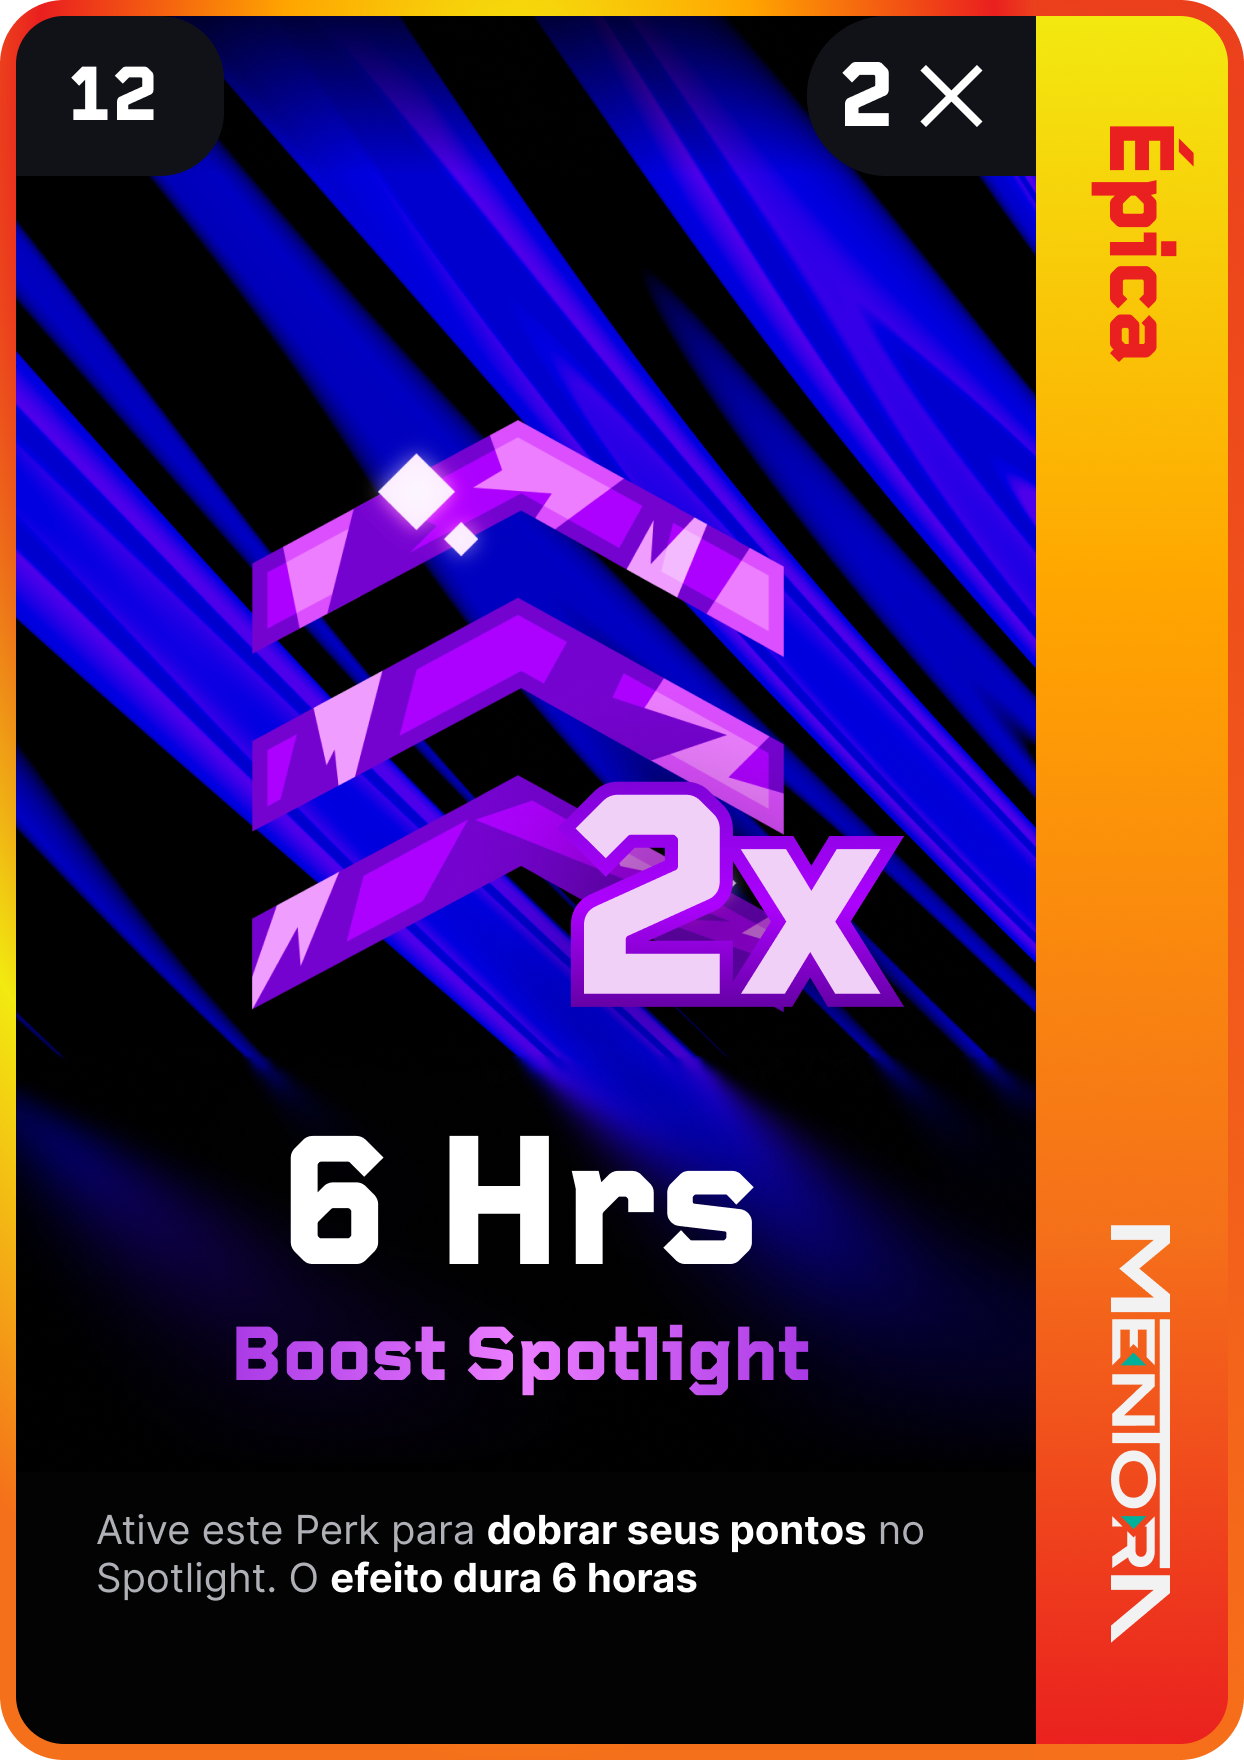 12
2 ×
Épica
2x
6 Hrs
Boost Spotlight
Ative este Perk para dobrar seus pontos no
Spotlight. O efeito dura 6 horas
MENTORA